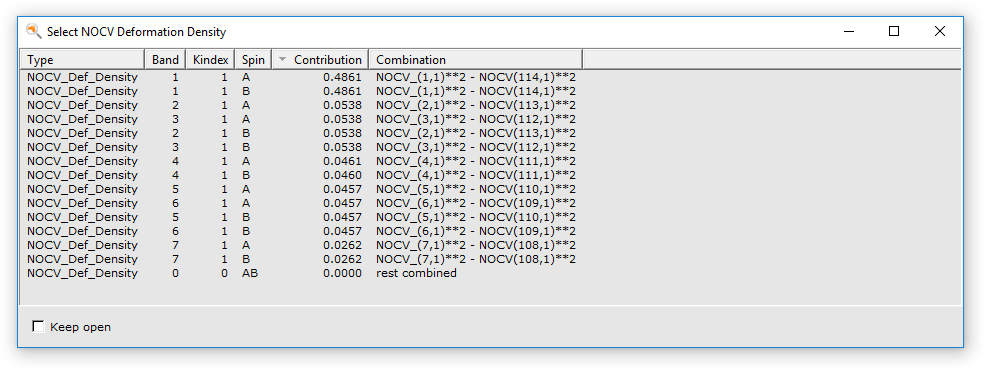 Select NOCV Deformation Density
Type Band Kindex Spin Contribution Combination
NOCV_Def_Density 1 1 A 0.4861 NOCV_(1,1)**2 - NOCV(114,1)**2
NOCV_Def_Density 1 1 B 0.4861 NOCV_(1,1)**2 - NOCV(114,1)**2
NOCV_Def_Density 2 1 A 0.0538 NOCV_(2,1)**2 - NOCV(113,1)**2
NOCV_Def_Density 3 1 A 0.0538 NOCV_(3,1)**2 - NOCV(112,1)**2
NOCV_Def_Density 2 1 B 0.0538 NOCV_(2,1)**2 - NOCV(113,1)**2
NOCV_Def_Density 3 1 B 0.0538 NOCV_(3,1)**2 - NOCV(112,1)**2
NOCV_Def_Density 4 1 A 0.0461 NOCV_(4,1)**2 - NOCV(111,1)**2
NOCV_Def_Density 4 1 B 0.0460 NOCV_(4,1)**2 - NOCV(111,1)**2
NOCV_Def_Density 5 1 A 0.0457 NOCV_(5,1)**2 - NOCV(110,1)**2
NOCV_Def_Density 6 1 A 0.0457 NOCV_(6,1)**2 - NOCV(109,1)**2
NOCV_Def_Density 5 1 B 0.0457 NOCV_(5,1)**2 - NOCV(110,1)**2
NOCV_Def_Density 6 1 B 0.0457 NOCV_(6,1)**2 - NOCV(109,1)**2
NOCV_Def_Density 7 1 A 0.0262 NOCV_(7,1)**2 - NOCV(108,1)**2
NOCV_Def_Density 7 1 B 0.0262 NOCV_(7,1)**2 - NOCV(108,1)**2
NOCV_Def_Density 0 0 AB 0.0000 rest combined
Keep open